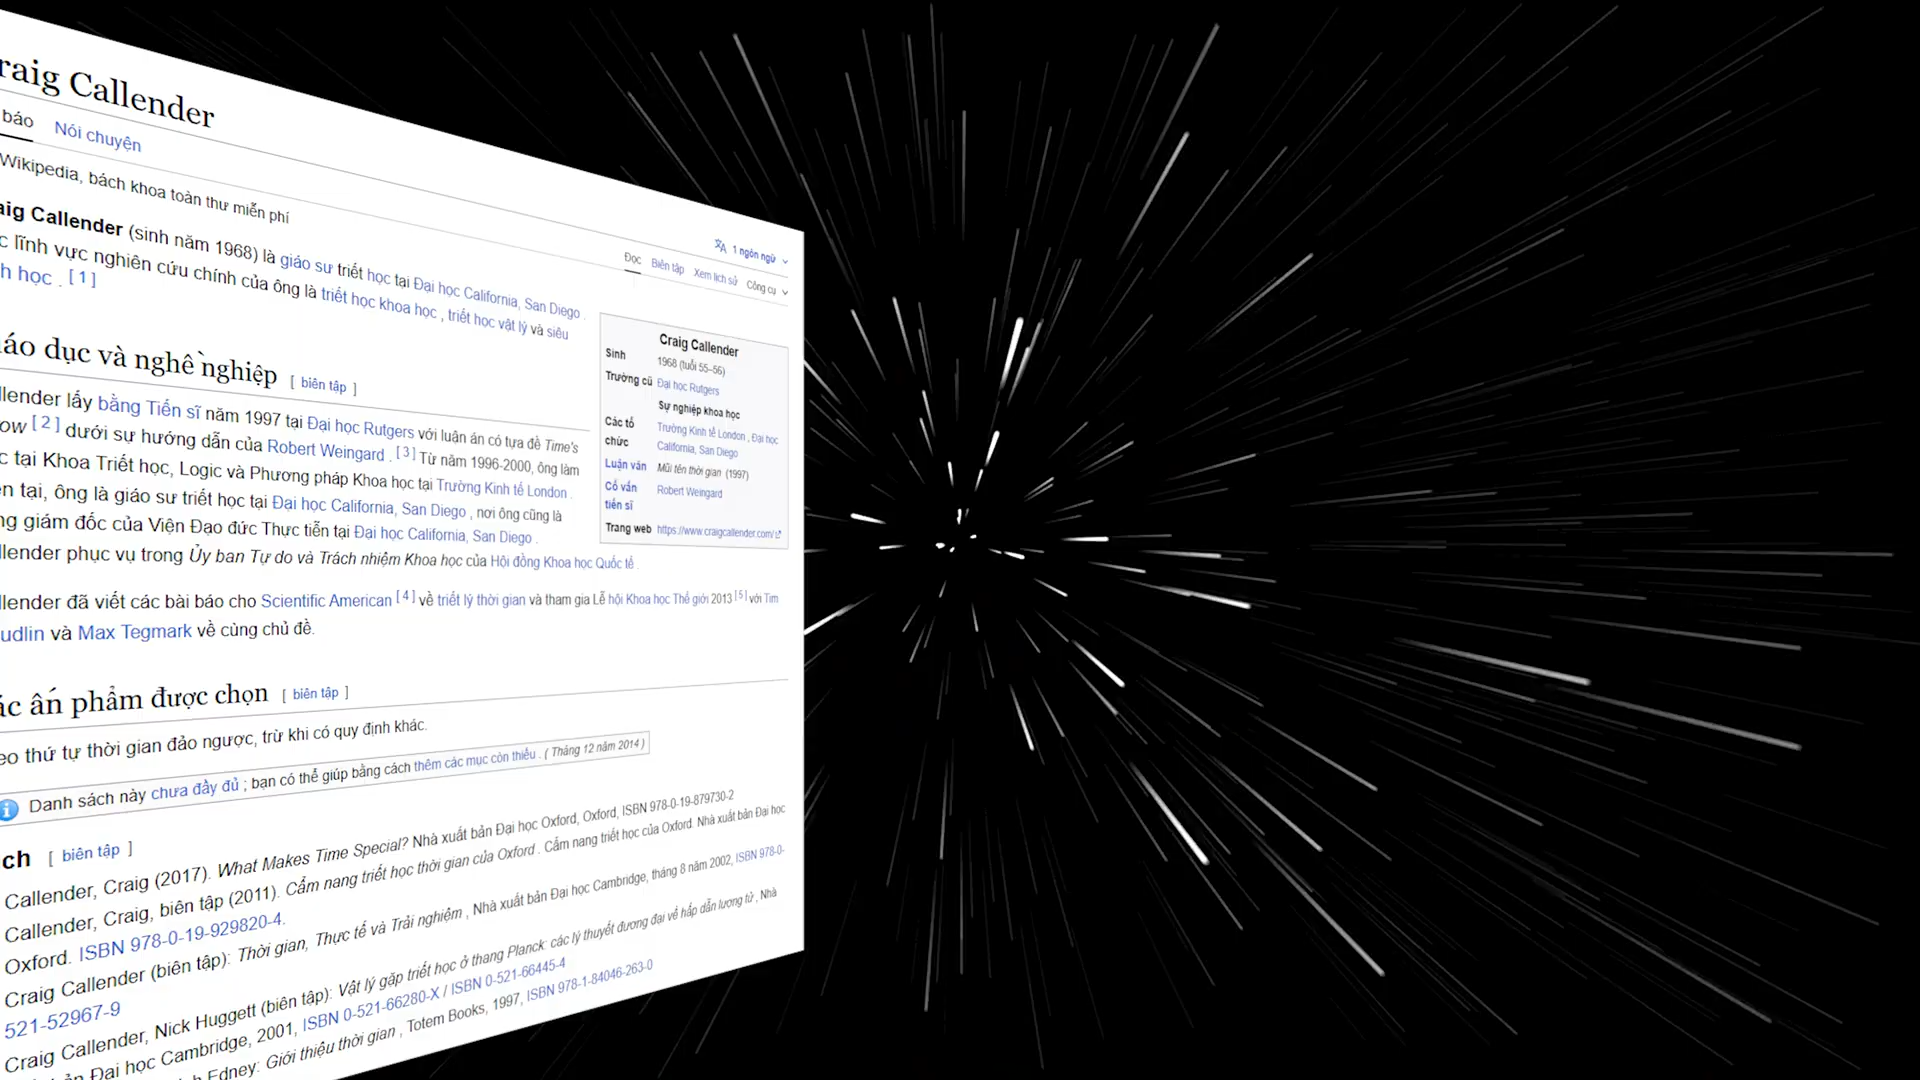 raig Callender
báo Nói chuyện
1 ngôn ngữ
Wikipedia, bách khoa toàn thư miễn phí
Đọc Biên tập Xem lịch sử Công cụ
aig Callender (sinh năm 1968) là giáo sư triết học tại Đại học California, San Diego .
c lĩnh vực nghiên cứu chính của ông là triết học khoa học , triết học vật lý và siêu
h học . [ 1 ]
Craig Callender
Sinh 1968 (tuổi 55–56)
Trường cũ Đại học Rutgers
Sự nghiệp khoa học
Các tổ chức Trường Kinh tế London , Đại học
California, San Diego
Luận văn Mũi tên thời gian (1997)
Cố vấn tiến sĩ Robert Weingard
Trang web https://www.craigcallender.com/
áo dục và nghề nghiệp [ biên tập ]
llender lấy bằng Tiến sĩ năm 1997 tại Đại học Rutgers với luận án có tựa đề Time's
ow [ 2 ] dưới sự hướng dẫn của Robert Weingard . [ 3 ] Từ năm 1996-2000, ông làm
c tại Khoa Triết học, Logic và Phương pháp Khoa học tại Trường Kinh tế London .
n tại, ông là giáo sư triết học tại Đại học California, San Diego , nơi ông cũng là
ng giám đốc của Viện Đạo đức Thực tiễn tại Đại học California, San Diego .
llender phục vụ trong Ủy ban Tự do và Trách nhiệm Khoa học của Hội đồng Khoa học Quốc tế .
llender đã viết các bài báo cho Scientific American [ 4 ] về triết lý thời gian và tham gia Lễ hội Khoa học Thế giới 2013 [ 5 ] với Tim
udlin và Max Tegmark về cùng chủ đề.
ác ấn phẩm được chọn [ biên tập ]
eo thứ tự thời gian đảo ngược, trừ khi có quy định khác.
Danh sách này chưa đầy đủ ; bạn có thể giúp bằng cách thêm các mục còn thiếu . ( Tháng 12 năm 2014 )
ch [ biên tập ]
Callender, Craig (2017). What Makes Time Special? Nhà xuất bản Đại học Oxford, Oxford, ISBN 978-0-19-879730-2
Callender, Craig, biên tập (2011). Cẩm nang triết học thời gian của Oxford . Cẩm nang triết học của Oxford. Nhà xuất bản Đại học
Oxford. ISBN 978-0-19-929820-4.
Craig Callender (biên tập): Thời gian, Thực tế và Trải nghiệm , Nhà xuất bản Đại học Cambridge, tháng 8 năm 2002, ISBN 978-0-
521-52967-9
Craig Callender, Nick Huggett (biên tập): Vật lý gặp triết học ở thang Planck: các lý thuyết đương đại về hấp dẫn lượng tử , Nhà
bản Đại học Cambridge, 2001, ISBN 0-521-66280-X / ISBN 0-521-66445-4
Edney: Giới thiệu thời gian , Totem Books, 1997, ISBN 978-1-84046-263-0